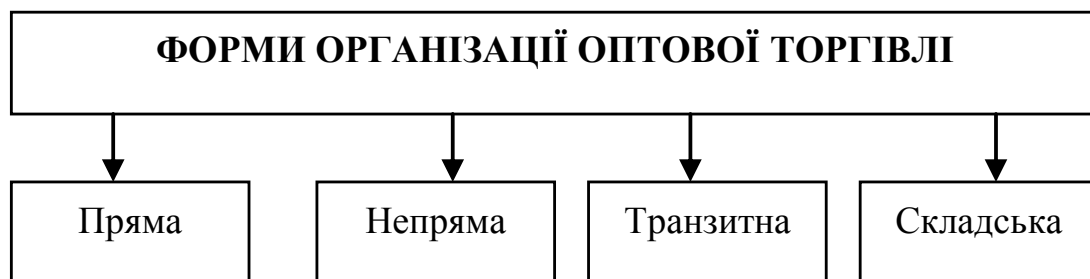 ФОРМИ ОРГАНІЗАЦІЇ ОПТОВОЇ ТОРГІВЛІ
Пряма
Непряма
Транзитна
Складська